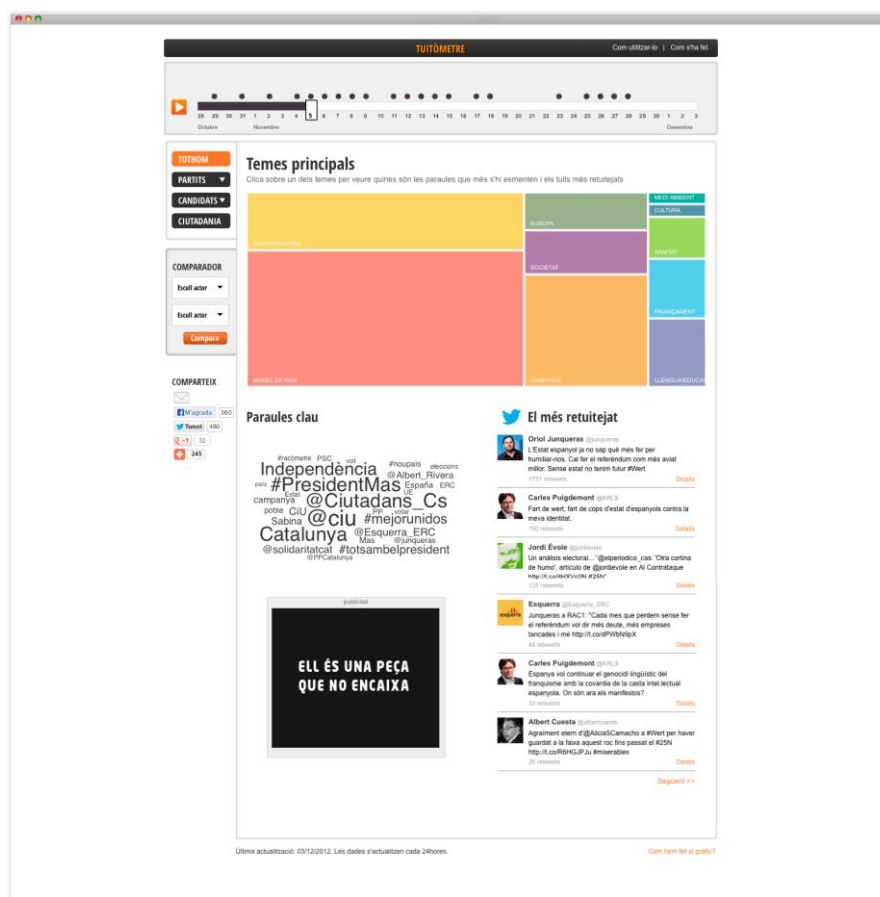 TUITÒMETRE
Com utilitzar-lo | Com s'ha fet
28 29 30 31 1 2 3 4 5 6 7 8 9 10 11 12 13 14 15 16 17 18 19 20 21 22 23 24 25 26 27 28 29 30 1 2 3
Octubre Novembre Desembre
TOTHOM
PARTITS
CANDIDATS
CIUTADANIA
COMPARADOR
Escull actor
Escull actor
Compara
COMPARTEIX
M'agrada 360
Tweet 490
+1 32
245
Temes principals
Clica sobre un dels temes per veure quines són les paraules que més s'hi esmenten i els tuits més retuitejats
MODEL DE PAÍS
EUROPA
SOCIETAT
CAMPANYA
MEDI AMBIENT
CULTURA
SANITAT
FINANÇAMENT
LLENGUA/EDUCA
Paraules clau
#racòmetre PSC vot #noupaís eleccions
Independència @Albert_Rivera
país #PresidentMas España ERC
campanya Estat @Ciutadans_Cs UE
poble CiU @ciu PP votar
Sabina #mejorunidos
Catalunya @Esquerra_ERC
Mas @junqueras
@solidaritatcat #totsambelpresident
@PPCatalunya
publicitat
ELL ÉS UNA PEÇA
QUE NO ENCAIXA
El més retuitejat
Oriol Junqueras @junqueras
L'Estat espanyol ja no sap què més fer per
humiliar-nos. Cal fer el referèndum com més aviat
millor. Sense estat no tenim futur #Wert
1737 retweets Detalls
Carles Puigdemont @KRLS
Fart de wert, fart de cops d'estat d'espanyols contra la
meva identitat.
150 retweets Detalls
Jordi Évole @jordievole
Un análisis electoral... "@elperiodico_cas: 'Otra cortina
de humo', artículo de @jordievole en Al Contrataque
125 retweets Detalls
Esquerra @Esquerra_ERC
Junqueras a RAC1: "Cada mes que perdem sense fer
el referèndum vol dir més deute, més empreses
tancades i mé http://t.co/dPWbN9pX
42 retweets Detalls
Carles Puigdemont @KRLS
Espanya vol continuar el genocidi lingüístic del
franquisme amb la covardia de la casta intel.lectual
espanyola. On són ara els manifestos?
33 retweets Detalls
Albert Cuesta @albertcuesta
Agraïment etern d'@AliciaSCamacho a #Wert per haver
guardat a la faixa aquest roc fins passat el #25N
http://t.co/R6HGJPJu #miserables
26 retweets Detalls
Següent >>
Última actualització: 03/12/2012. Les dades s'actualitzen cada 24hores.
Com hem fet el gràfic?